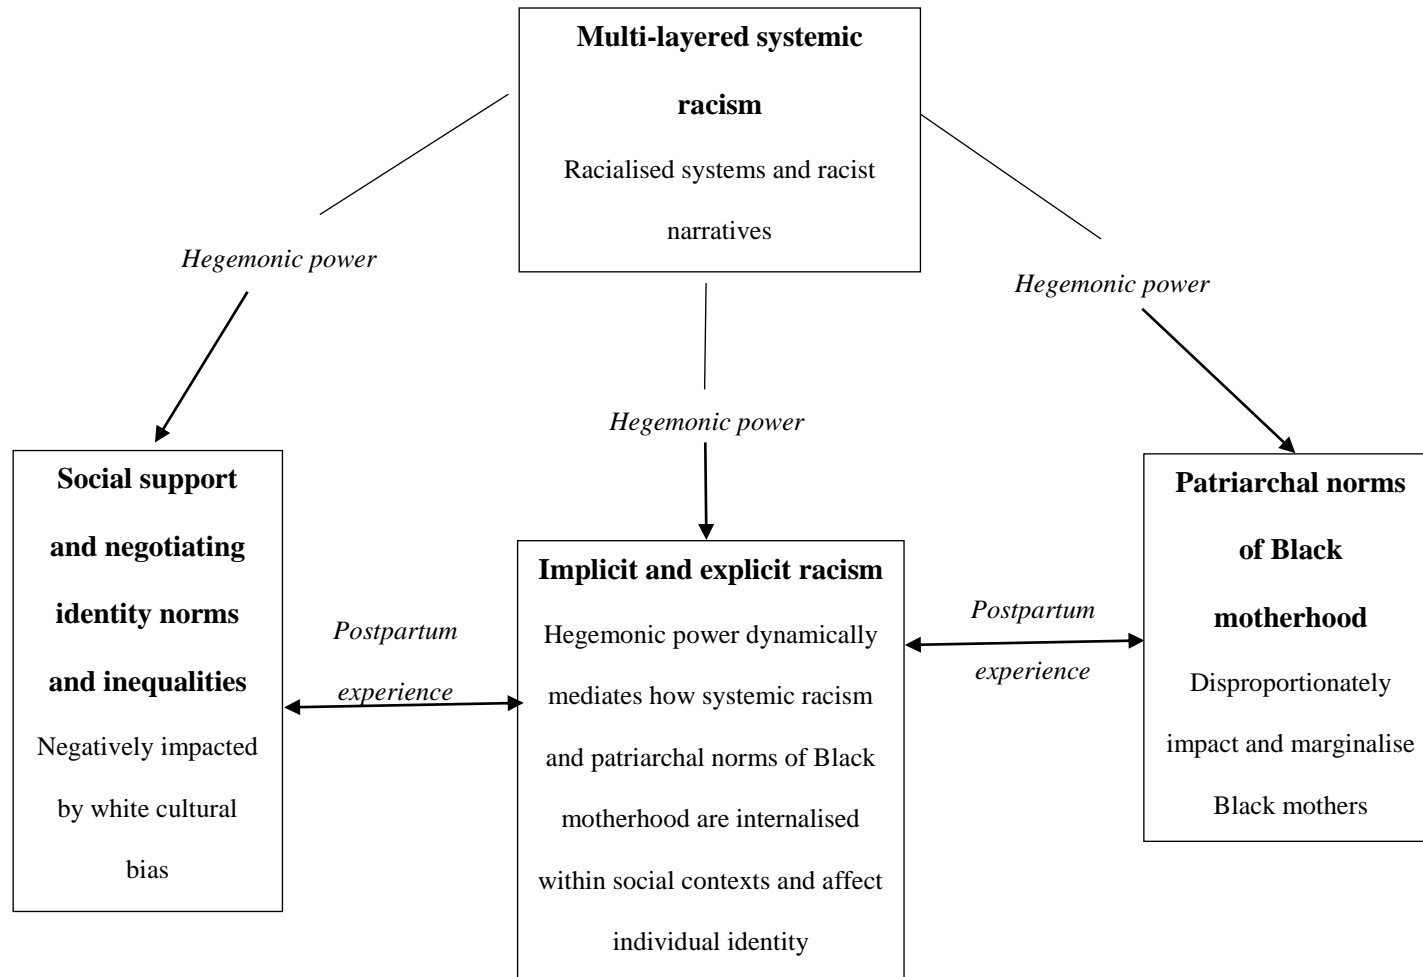 Multi-layered systemic
racism
Racialised systems and racist
narratives
Hegemonic power
Hegemonic power
Hegemonic power
Social support
and negotiating
identity norms
and inequalities
Negatively impacted
by white cultural
bias
Postpartum
experience
Implicit and explicit racism
Hegemonic power dynamically
mediates how systemic racism
and patriarchal norms of Black
motherhood are internalised
within social contexts and affect
individual identity
Postpartum
experience
Patriarchal norms
of Black
motherhood
Disproportionately
impact and marginalise
Black mothers